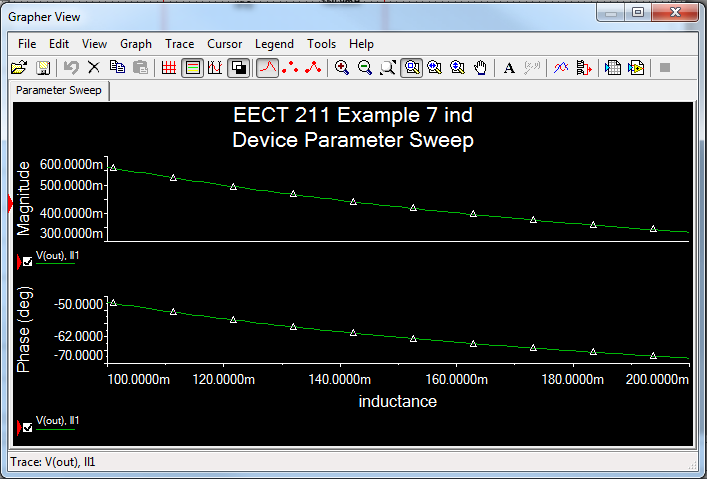 Grapher View
File Edit View Graph Trace Cursor Legend Tools Help
Parameter Sweep
EECT 211 Example 7 ind
Device Parameter Sweep
Magnitude
600.0000m
500.0000m
400.0000m
300.0000m
V(out), ll1
Phase (deg)
-50.0000
-62.0000
-70.0000
100.0000m 120.0000m 140.0000m 160.0000m 180.0000m 200.0000m
inductance
V(out), ll1
Trace: V(out), ll1